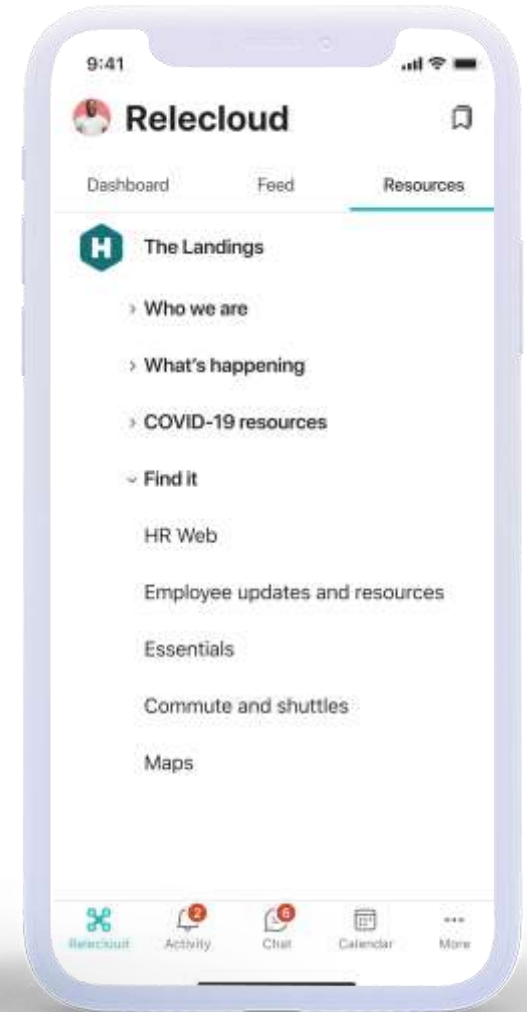 9:41
Relecloud
Dashboard Feed Resources
H The Landings
Who we are
What's happening
COVID-19 resources
Find it
HR Web
Employee updates and resources
Essentials
Commute and shuttles
Maps
2 6
Relecloud Activity Chat Calendar More